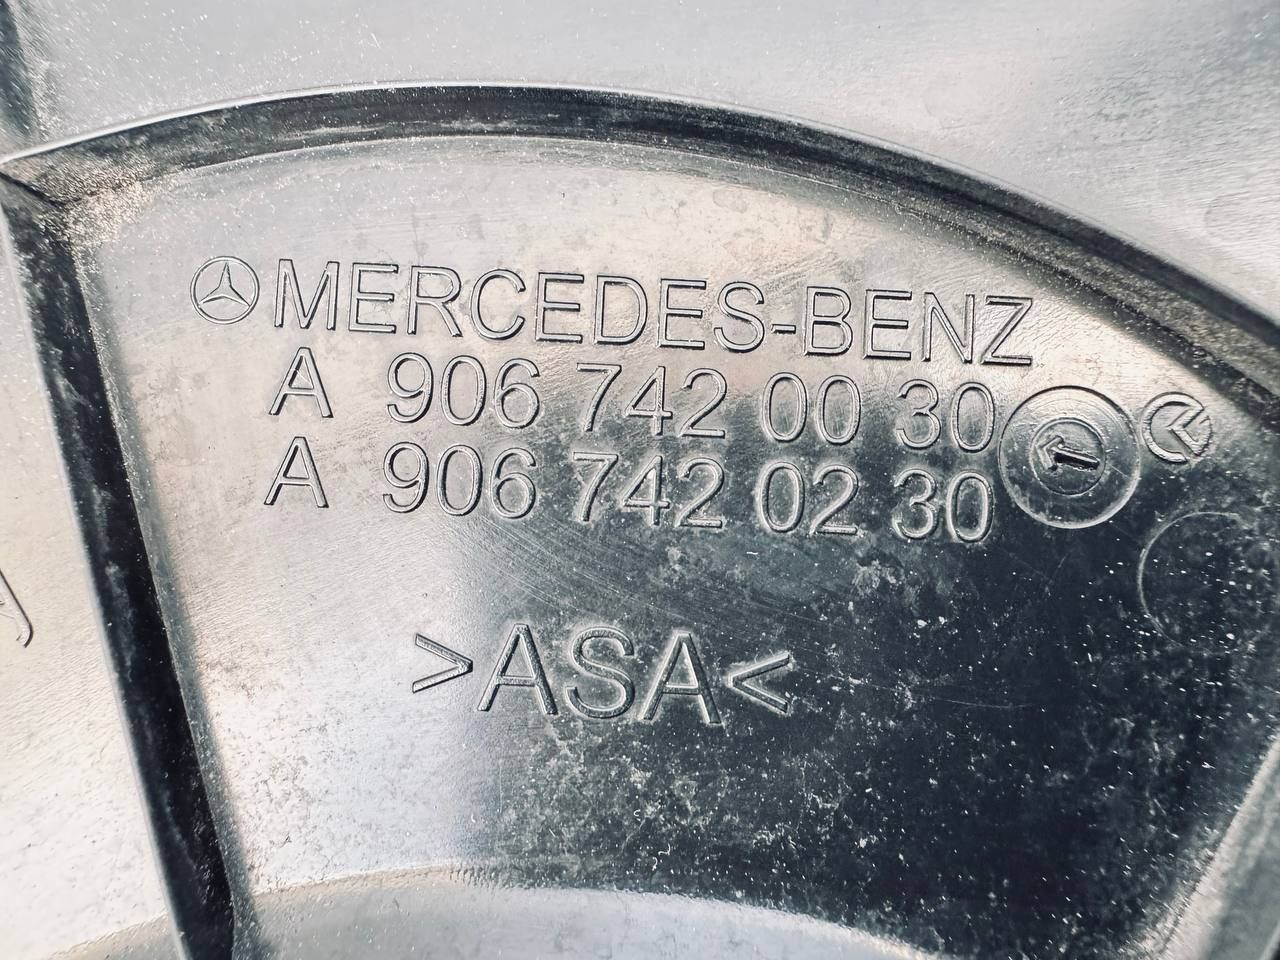 MERCEDES-BENZ
A 906 742 00 30
A 906 742 02 30
>ASA<